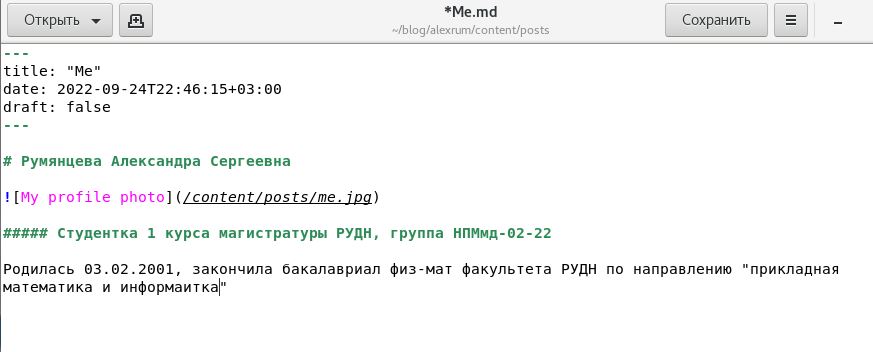 Открыть
*Me.md
~/blog/alexrum/content/posts
Сохранить
---
title: "Me"
date: 2022-09-24T22:46:15+03:00
draft: false
---
# Румянцева Александра Сергеевна
![My profile photo](/content/posts/me.jpg)
##### Студентка 1 курса магистратуры РУДН, группа НПМмд-02-22
Родилась 03.02.2001, закончила бакалавриал физ-мат факультета РУДН по направлению "прикладная
математика и информаитка"